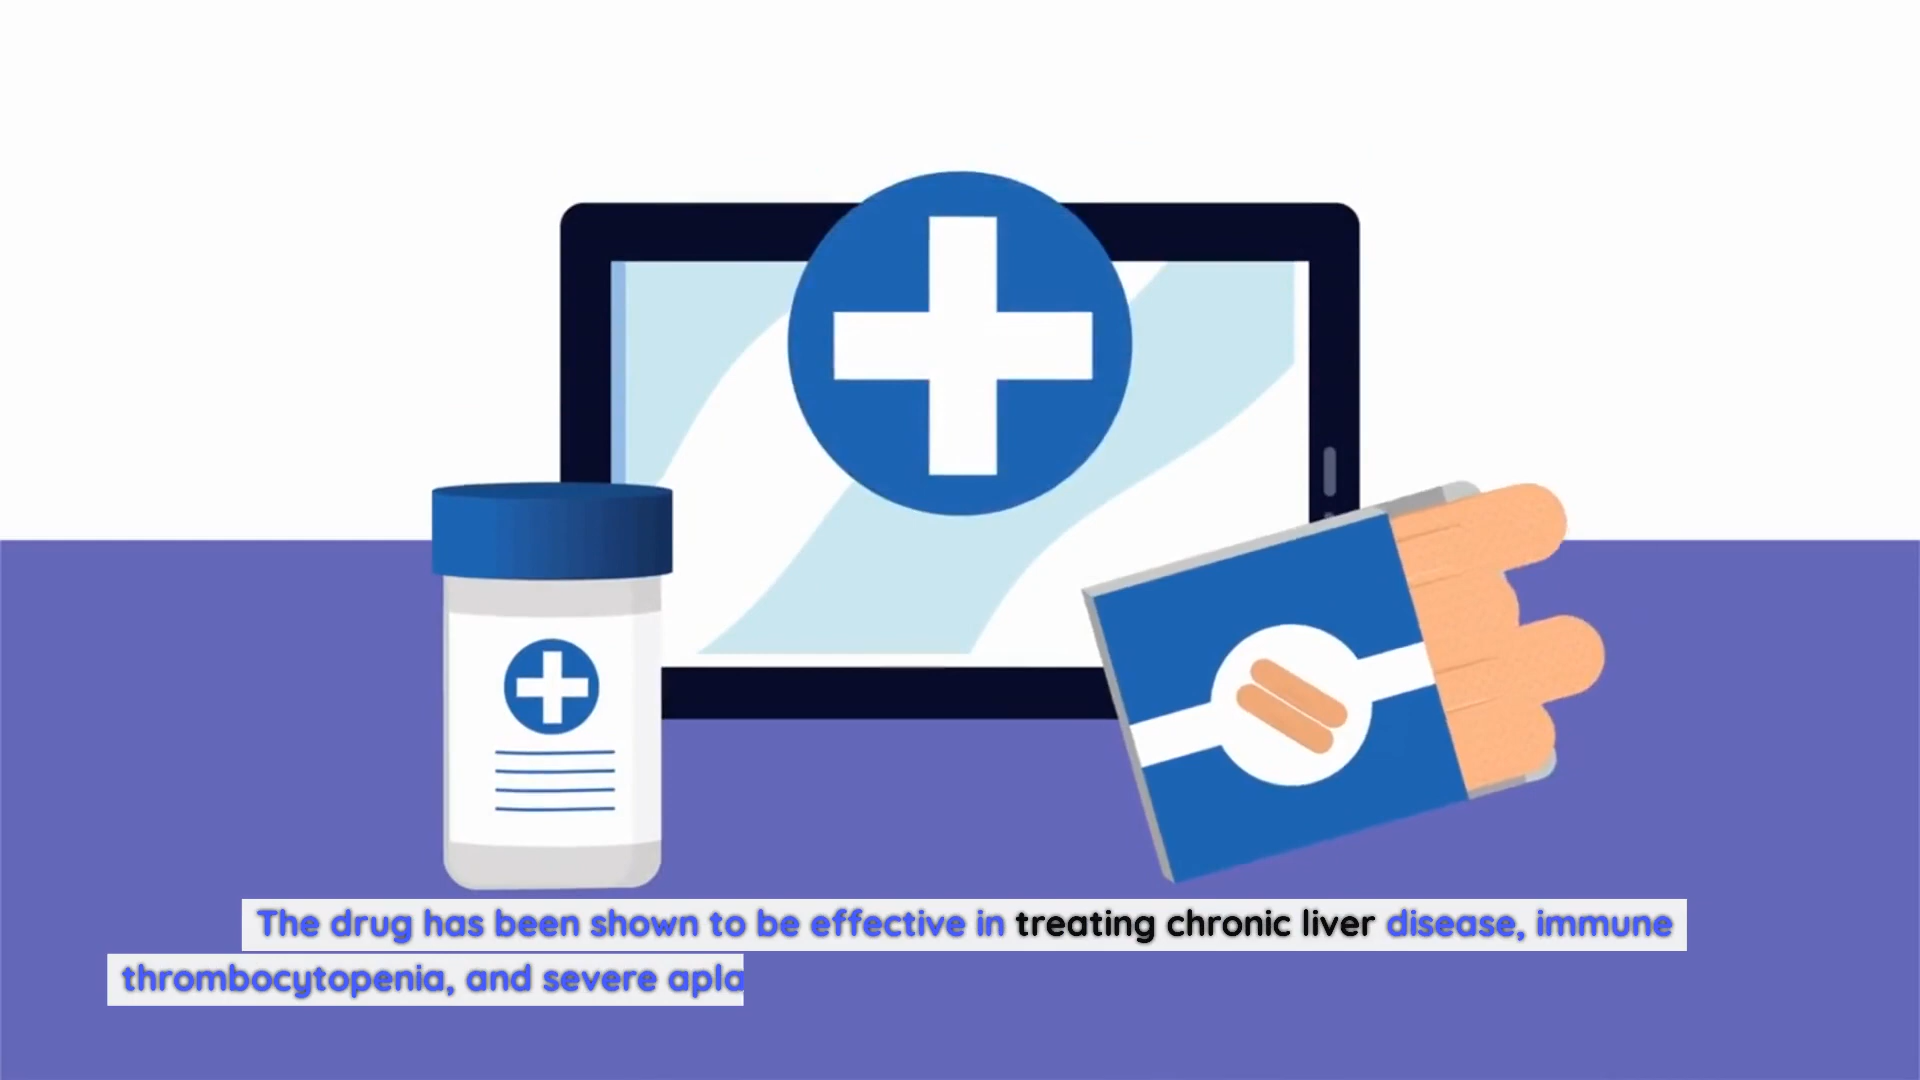 The drug has been shown to be effective in treating chronic liver disease, immune
thrombocytopenia, and severe apla